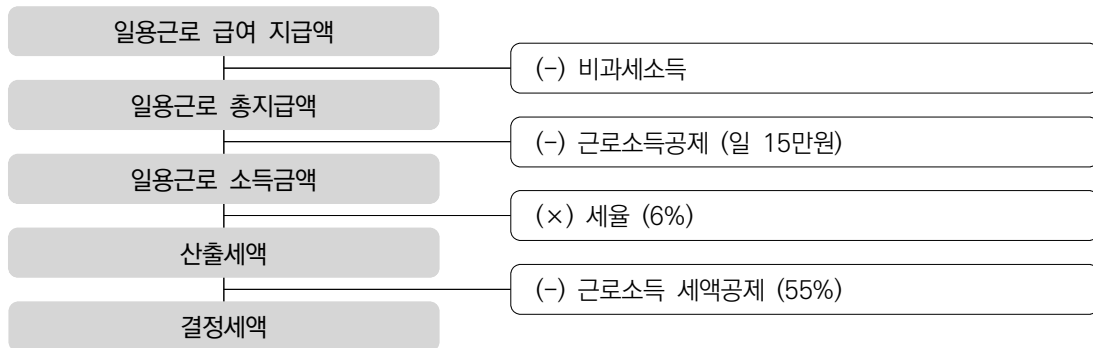 일용근로 급여 지급액
(-) 비과세소득
일용근로 총지급액
(-) 근로소득공제 (일 15만원)
일용근로 소득금액
(×) 세율 (6%)
산출세액
(-) 근로소득 세액공제 (55%)
결정세액